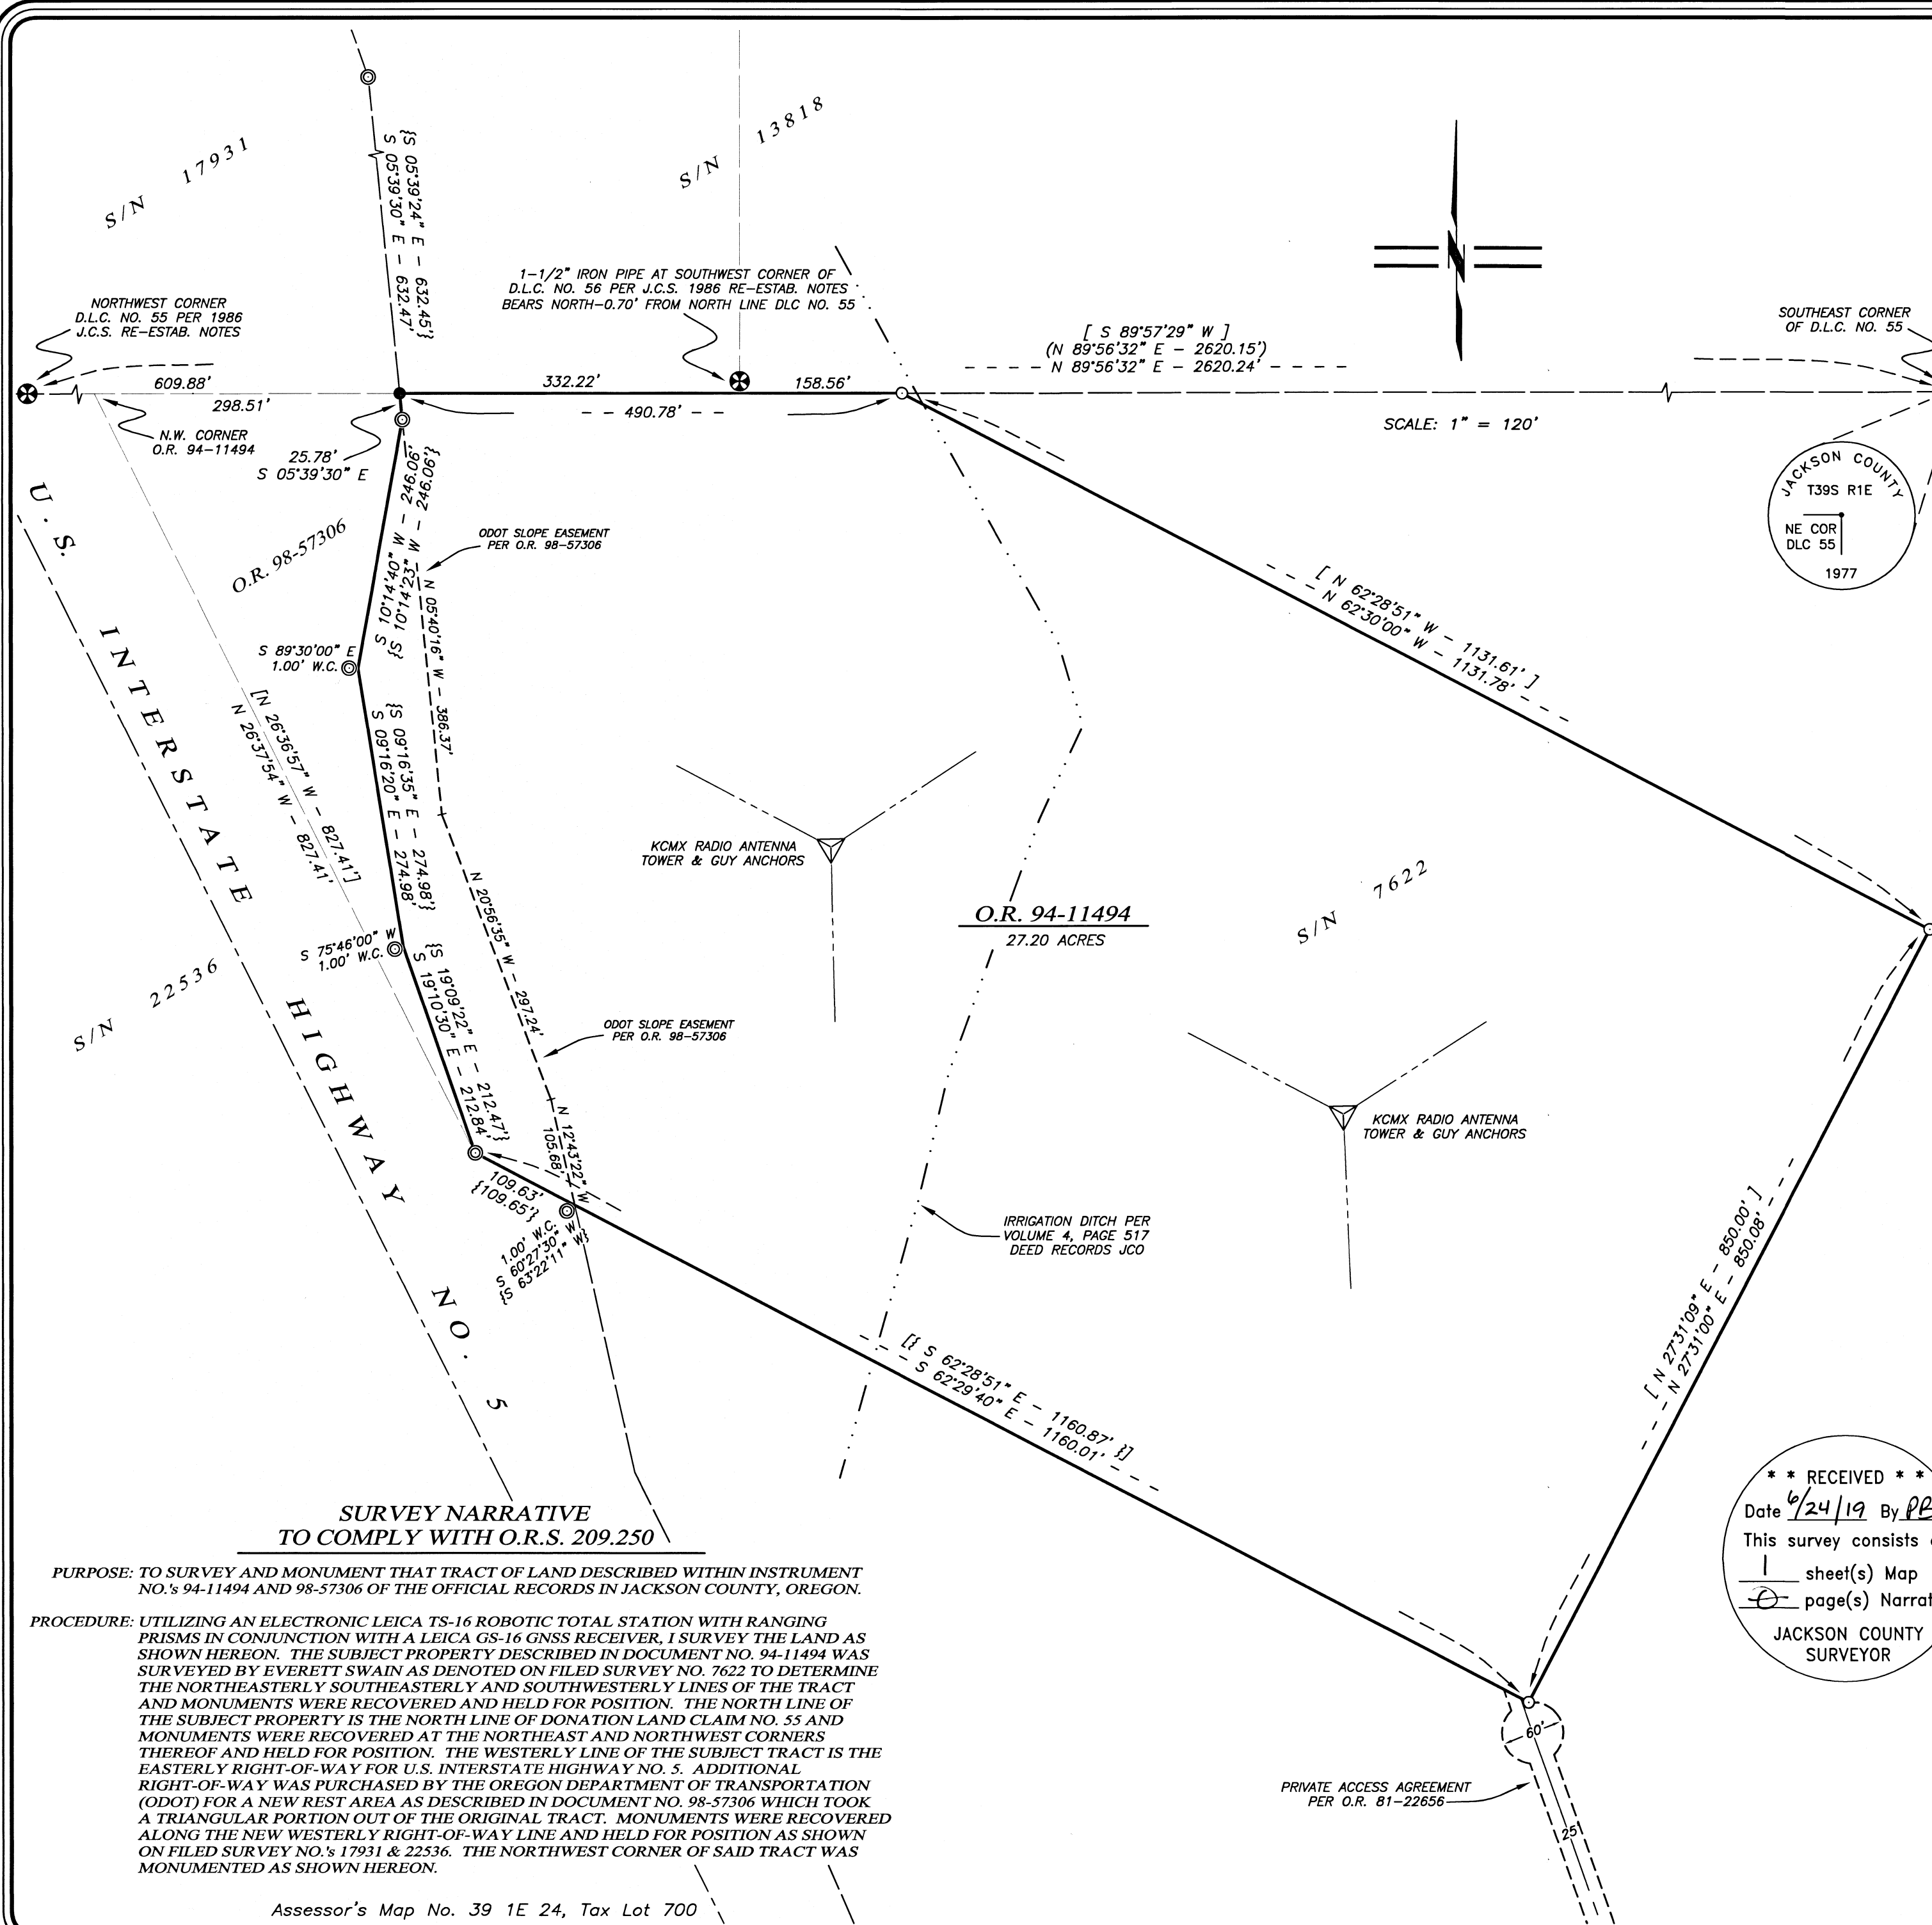 S/N 17931
{S 05°39'24" E - 632.45'}
S 05°39'30" E - 632.47'
S/N 13818
1-1/2" IRON PIPE AT SOUTHWEST CORNER OF
D.L.C. NO. 56 PER J.C.S. 1986 RE-ESTAB. NOTES
BEARS NORTH-0.70' FROM NORTH LINE DLC NO. 55
NORTHWEST CORNER
D.L.C. NO. 55 PER 1986
J.C.S. RE-ESTAB. NOTES
N
SOUTHEAST CORNER
OF D.L.C. NO. 55
[ S 89°57'29" W ]
(N 89°56'32" E - 2620.15')
N 89°56'32" E - 2620.24'
609.88'
298.51'
332.22'
158.56'
490.78'
SCALE: 1" = 120'
N.W. CORNER
O.R. 94-11494
25.78'
S 05°39'30" E
JACKSON COUNTY
T39S R1E
NE COR
DLC 55
1977
U.S. INTERSTATE HIGHWAY NO. 5
O.R. 98-57306
S 10°14'40" W - 246.06'
{S 10°14'23" W - 246.06'}
N 05°40'16" W - 386.37'
ODOT SLOPE EASEMENT
PER O.R. 98-57306
[ N 62°28'51" W - 1131.61' ]
N 62°30'00" W - 1131.78'
S 89°30'00" E
1.00' W.C.
[N 26°36'57" W - 827.41']
N 26°37'54" W - 827.41'
{S 09°16'35" E - 274.98'}
S 09°16'20" E - 274.98'
KCMX RADIO ANTENNA
TOWER & GUY ANCHORS
O.R. 94-11494
27.20 ACRES
S/N 7622
S 75°46'00" W
1.00' W.C.
S/N 22536
{S 19°09'22" E - 212.47'}
S 19°10'30" E - 212.84'
N 20°56'35" W - 297.24'
ODOT SLOPE EASEMENT
PER O.R. 98-57306
N 12°43'22" W
105.68'
KCMX RADIO ANTENNA
TOWER & GUY ANCHORS
109.63'
{109.65'}
1.00' W.C.
S 60°27'30" W
{S 63°22'11" W}
IRRIGATION DITCH PER
VOLUME 4, PAGE 517
DEED RECORDS JCO
[ N 27°31'09" E - 850.00' ]
N 27°31'00" E - 850.08'
[{ S 62°28'51" E - 1160.87' }]
S 62°29'40" E - 1160.01'
* * RECEIVED * *
Date 6/24/19 By PB
This survey consists
1 sheet(s) Map
0 page(s) Narrat
JACKSON COUNTY
SURVEYOR
60'
PRIVATE ACCESS AGREEMENT
PER O.R. 81-22656
25'
SURVEY NARRATIVE
TO COMPLY WITH O.R.S. 209.250
PURPOSE: TO SURVEY AND MONUMENT THAT TRACT OF LAND DESCRIBED WITHIN INSTRUMENT
NO.'s 94-11494 AND 98-57306 OF THE OFFICIAL RECORDS IN JACKSON COUNTY, OREGON.
PROCEDURE: UTILIZING AN ELECTRONIC LEICA TS-16 ROBOTIC TOTAL STATION WITH RANGING
PRISMS IN CONJUNCTION WITH A LEICA GS-16 GNSS RECEIVER, I SURVEY THE LAND AS
SHOWN HEREON. THE SUBJECT PROPERTY DESCRIBED IN DOCUMENT NO. 94-11494 WAS
SURVEYED BY EVERETT SWAIN AS DENOTED ON FILED SURVEY NO. 7622 TO DETERMINE
THE NORTHEASTERLY SOUTHEASTERLY AND SOUTHWESTERLY LINES OF THE TRACT
AND MONUMENTS WERE RECOVERED AND HELD FOR POSITION. THE NORTH LINE OF
THE SUBJECT PROPERTY IS THE NORTH LINE OF DONATION LAND CLAIM NO. 55 AND
MONUMENTS WERE RECOVERED AT THE NORTHEAST AND NORTHWEST CORNERS
THEREOF AND HELD FOR POSITION. THE WESTERLY LINE OF THE SUBJECT TRACT IS THE
EASTERLY RIGHT-OF-WAY FOR U.S. INTERSTATE HIGHWAY NO. 5. ADDITIONAL
RIGHT-OF-WAY WAS PURCHASED BY THE OREGON DEPARTMENT OF TRANSPORTATION
(ODOT) FOR A NEW REST AREA AS DESCRIBED IN DOCUMENT NO. 98-57306 WHICH TOOK
A TRIANGULAR PORTION OUT OF THE ORIGINAL TRACT. MONUMENTS WERE RECOVERED
ALONG THE NEW WESTERLY RIGHT-OF-WAY LINE AND HELD FOR POSITION AS SHOWN
ON FILED SURVEY NO.'s 17931 & 22536. THE NORTHWEST CORNER OF SAID TRACT WAS
MONUMENTED AS SHOWN HEREON.
Assessor's Map No. 39 1E 24, Tax Lot 700